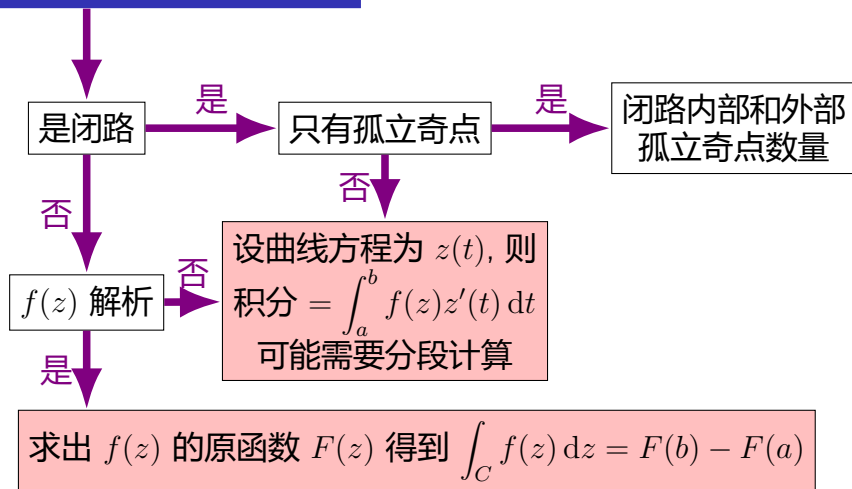 是闭路
是
只有孤立奇点
是
闭路内部和外部
孤立奇点数量
否
否
f(z) 解析
否
设曲线方程为 z(t), 则
积分 = ∫_a^b f(z)z′(t) dt
可能需要分段计算
是
求出 f(z) 的原函数 F(z) 得到 ∫_C f(z) dz = F(b) − F(a)